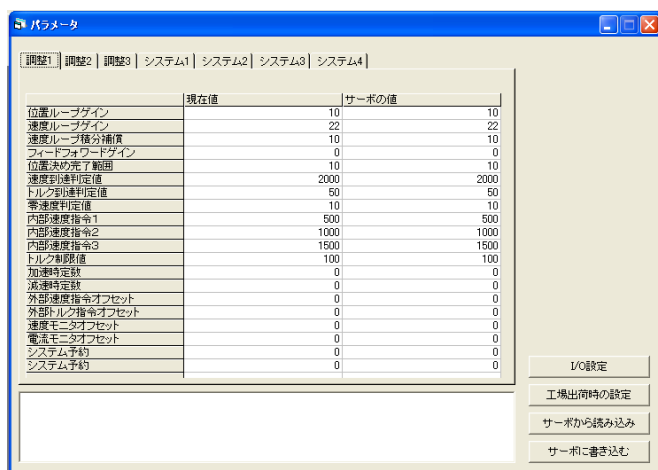 パラメータ
調整1 調整2 調整3 システム1 システム2 システム3 システム4
現在値 サーボの値
位置ループゲイン 10 10
速度ループゲイン 22 22
速度ループ積分補償 10 10
フィードフォワードゲイン 0 0
位置決め完了範囲 10 10
速度到達判定値 2000 2000
トルク到達判定値 50 50
零速度判定値 10 10
内部速度指令1 500 500
内部速度指令2 1000 1000
内部速度指令3 1500 1500
トルク制限値 100 100
加速時定数 0 0
減速時定数 0 0
外部速度指令オフセット 0 0
外部トルク指令オフセット 0 0
速度モニタオフセット 0 0
電流モニタオフセット 0 0
システム予約 0 0
システム予約 0 0
I/O設定
工場出荷時の設定
サーボから読み込み
サーボに書き込む